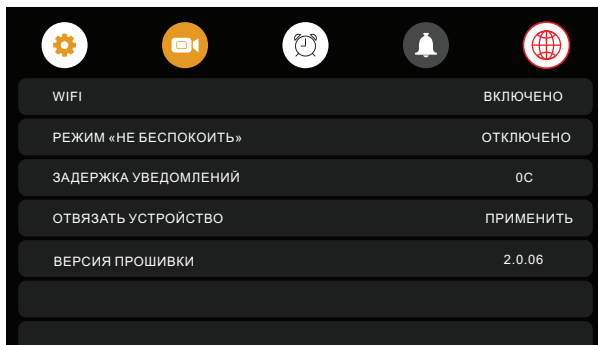 WIFI ВКЛЮЧЕНО
РЕЖИМ «НЕ БЕСПОКОИТЬ» ОТКЛЮЧЕНО
ЗАДЕРЖКА УВЕДОМЛЕНИЙ 0С
ОТВЯЗАТЬ УСТРОЙСТВО ПРИМЕНИТЬ
ВЕРСИЯ ПРОШИВКИ 2.0.06